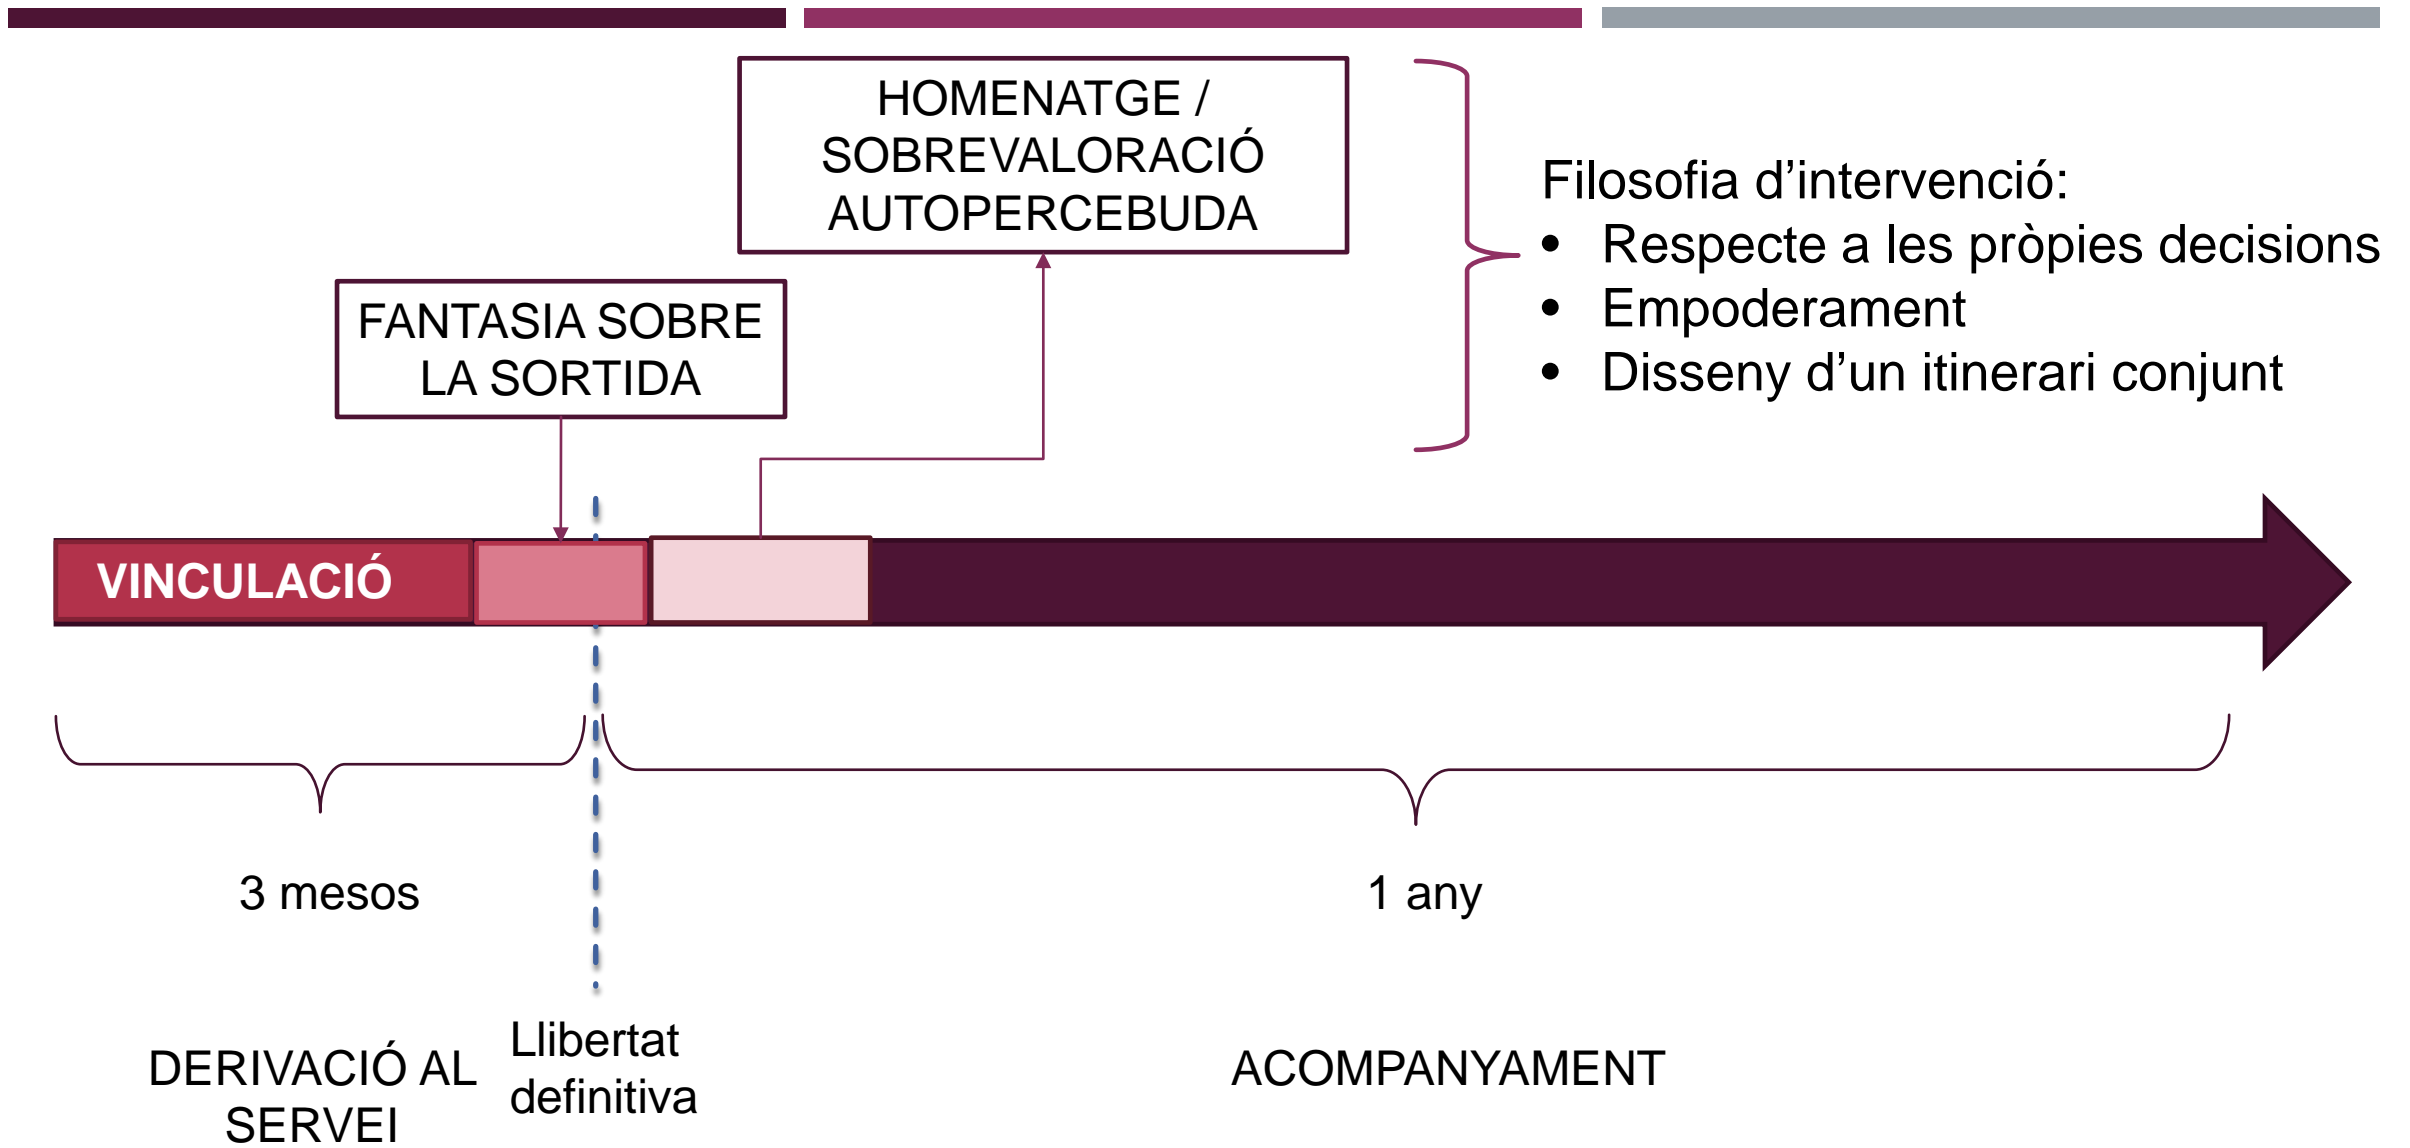 HOMENATGE /
SOBREVALORACIÓ
AUTOPERCEBUDA
Filosofia d’intervenció:
• Respecte a les pròpies decisions
• Empoderament
• Disseny d’un itinerari conjunt
FANTASIA SOBRE
LA SORTIDA
VINCULACIÓ
3 mesos
1 any
DERIVACIÓ AL
SERVEI
Llibertat
definitiva
ACOMPANYAMENT